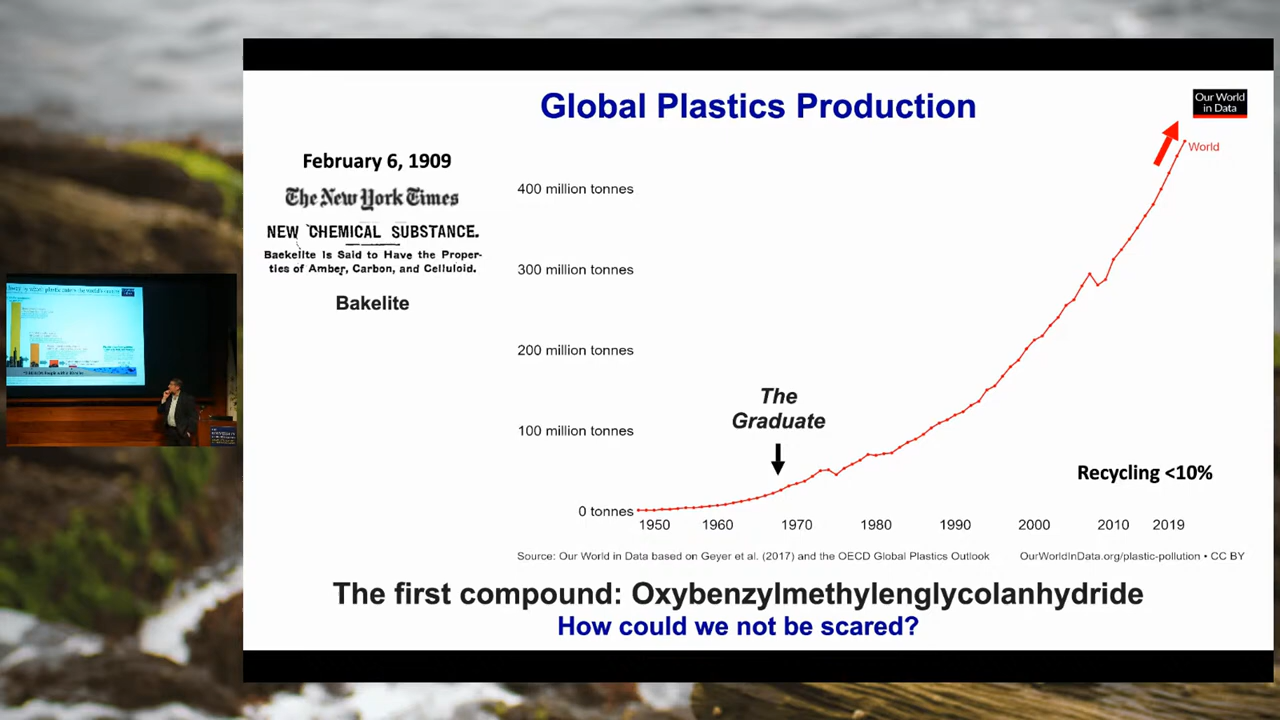 Global Plastics Production
Our World
in Data
February 6, 1909
The New York Times
NEW CHEMICAL SUBSTANCE.
Baekelite Is Said to Have the Proper-
ties of Amber, Carbon, and Celluloid.
Bakelite
World
400 million tonnes
300 million tonnes
200 million tonnes
100 million tonnes
0 tonnes
The
Graduate
Recycling <10%
1950 1960 1970 1980 1990 2000 2010 2019
Source: Our World in Data based on Geyer et al. (2017) and the OECD Global Plastics Outlook
OurWorldInData.org/plastic-pollution • CC BY
The first compound: Oxybenzylmethylenglycolanhydride
How could we not be scared?